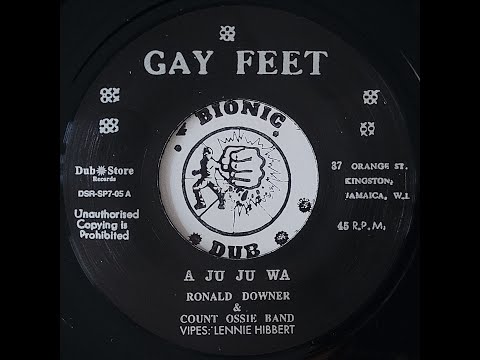 GAY FEET
BIONIC
DUB
Dub Store
Records
DSR-SP7-05 A
Unauthorised
Copying is
Prohibited
37 ORANGE ST.
KINGSTON,
JAMAICA, W.I.
45 R.P.M.
A JU JU WA
RONALD DOWNER
&
COUNT OSSIE BAND
VIPES: LENNIE HIBBERT